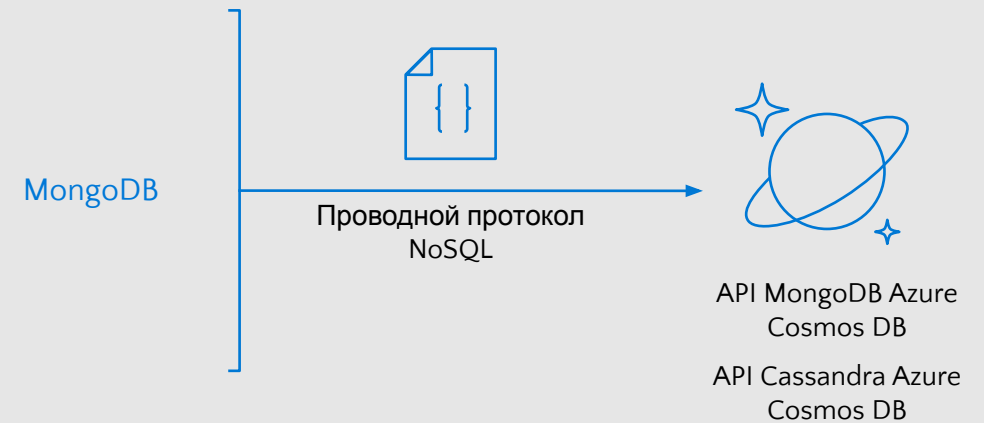 MongoDB
{ }
Проводной протокол
NoSQL
API MongoDB Azure
Cosmos DB
API Cassandra Azure
Cosmos DB